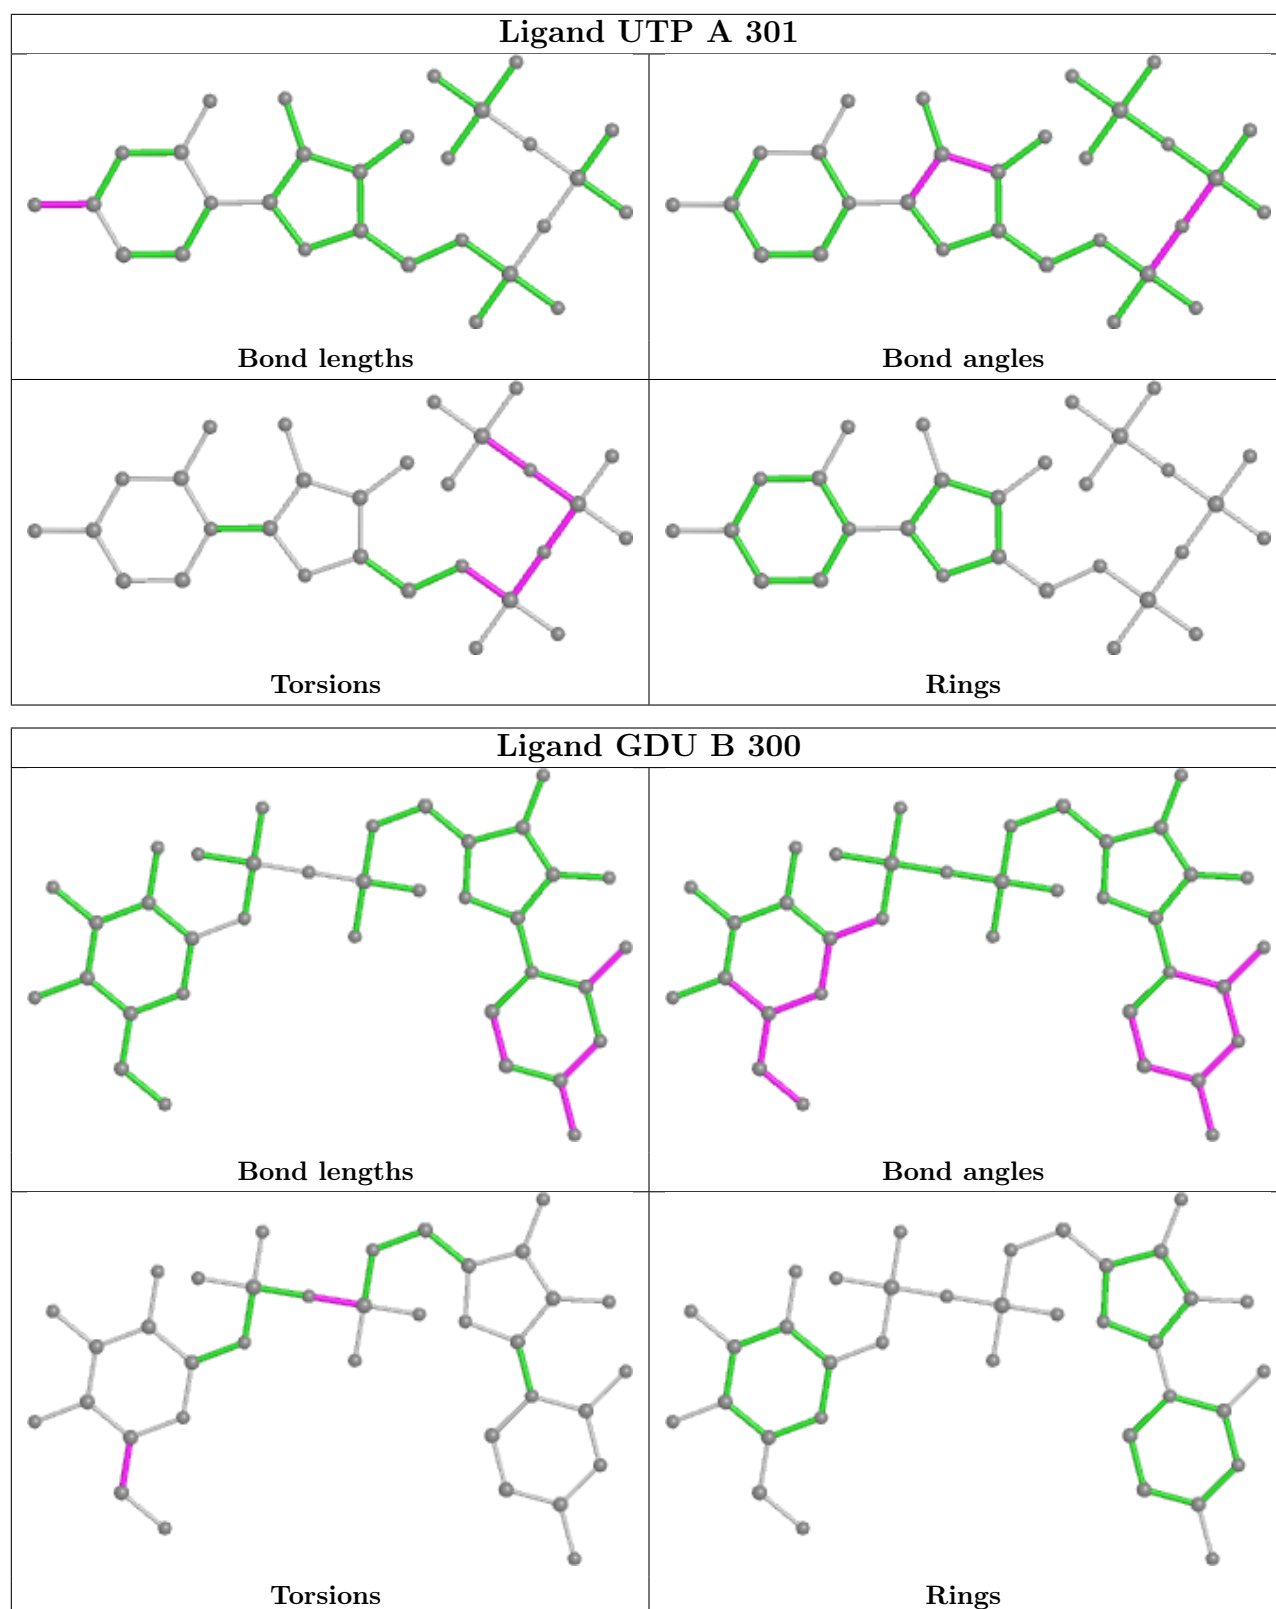 Ligand UTP A 301
Bond lengths
Bond angles
Torsions
Rings
Ligand GDU B 300
Bond lengths
Bond angles
Torsions
Rings